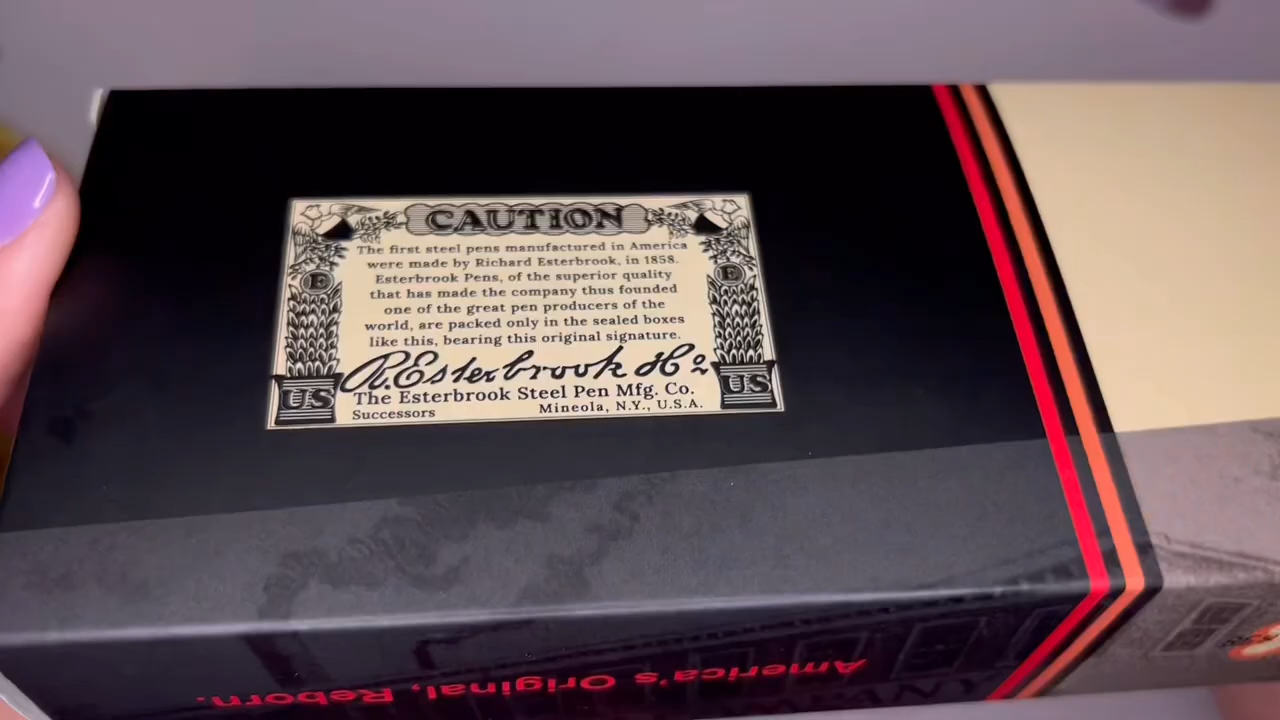 CAUTION
The first steel pens manufactured in America
were made by Richard Esterbrook, in 1858.
Esterbrook Pens, of the superior quality
that has made the company thus founded
one of the great pen producers of the
world, are packed only in the sealed boxes
like this, bearing this original signature.
E E
R. Esterbrook & Co
US US
The Esterbrook Steel Pen Mfg. Co.
Successors Mineola, N.Y., U.S.A.
America's Original, Reborn.